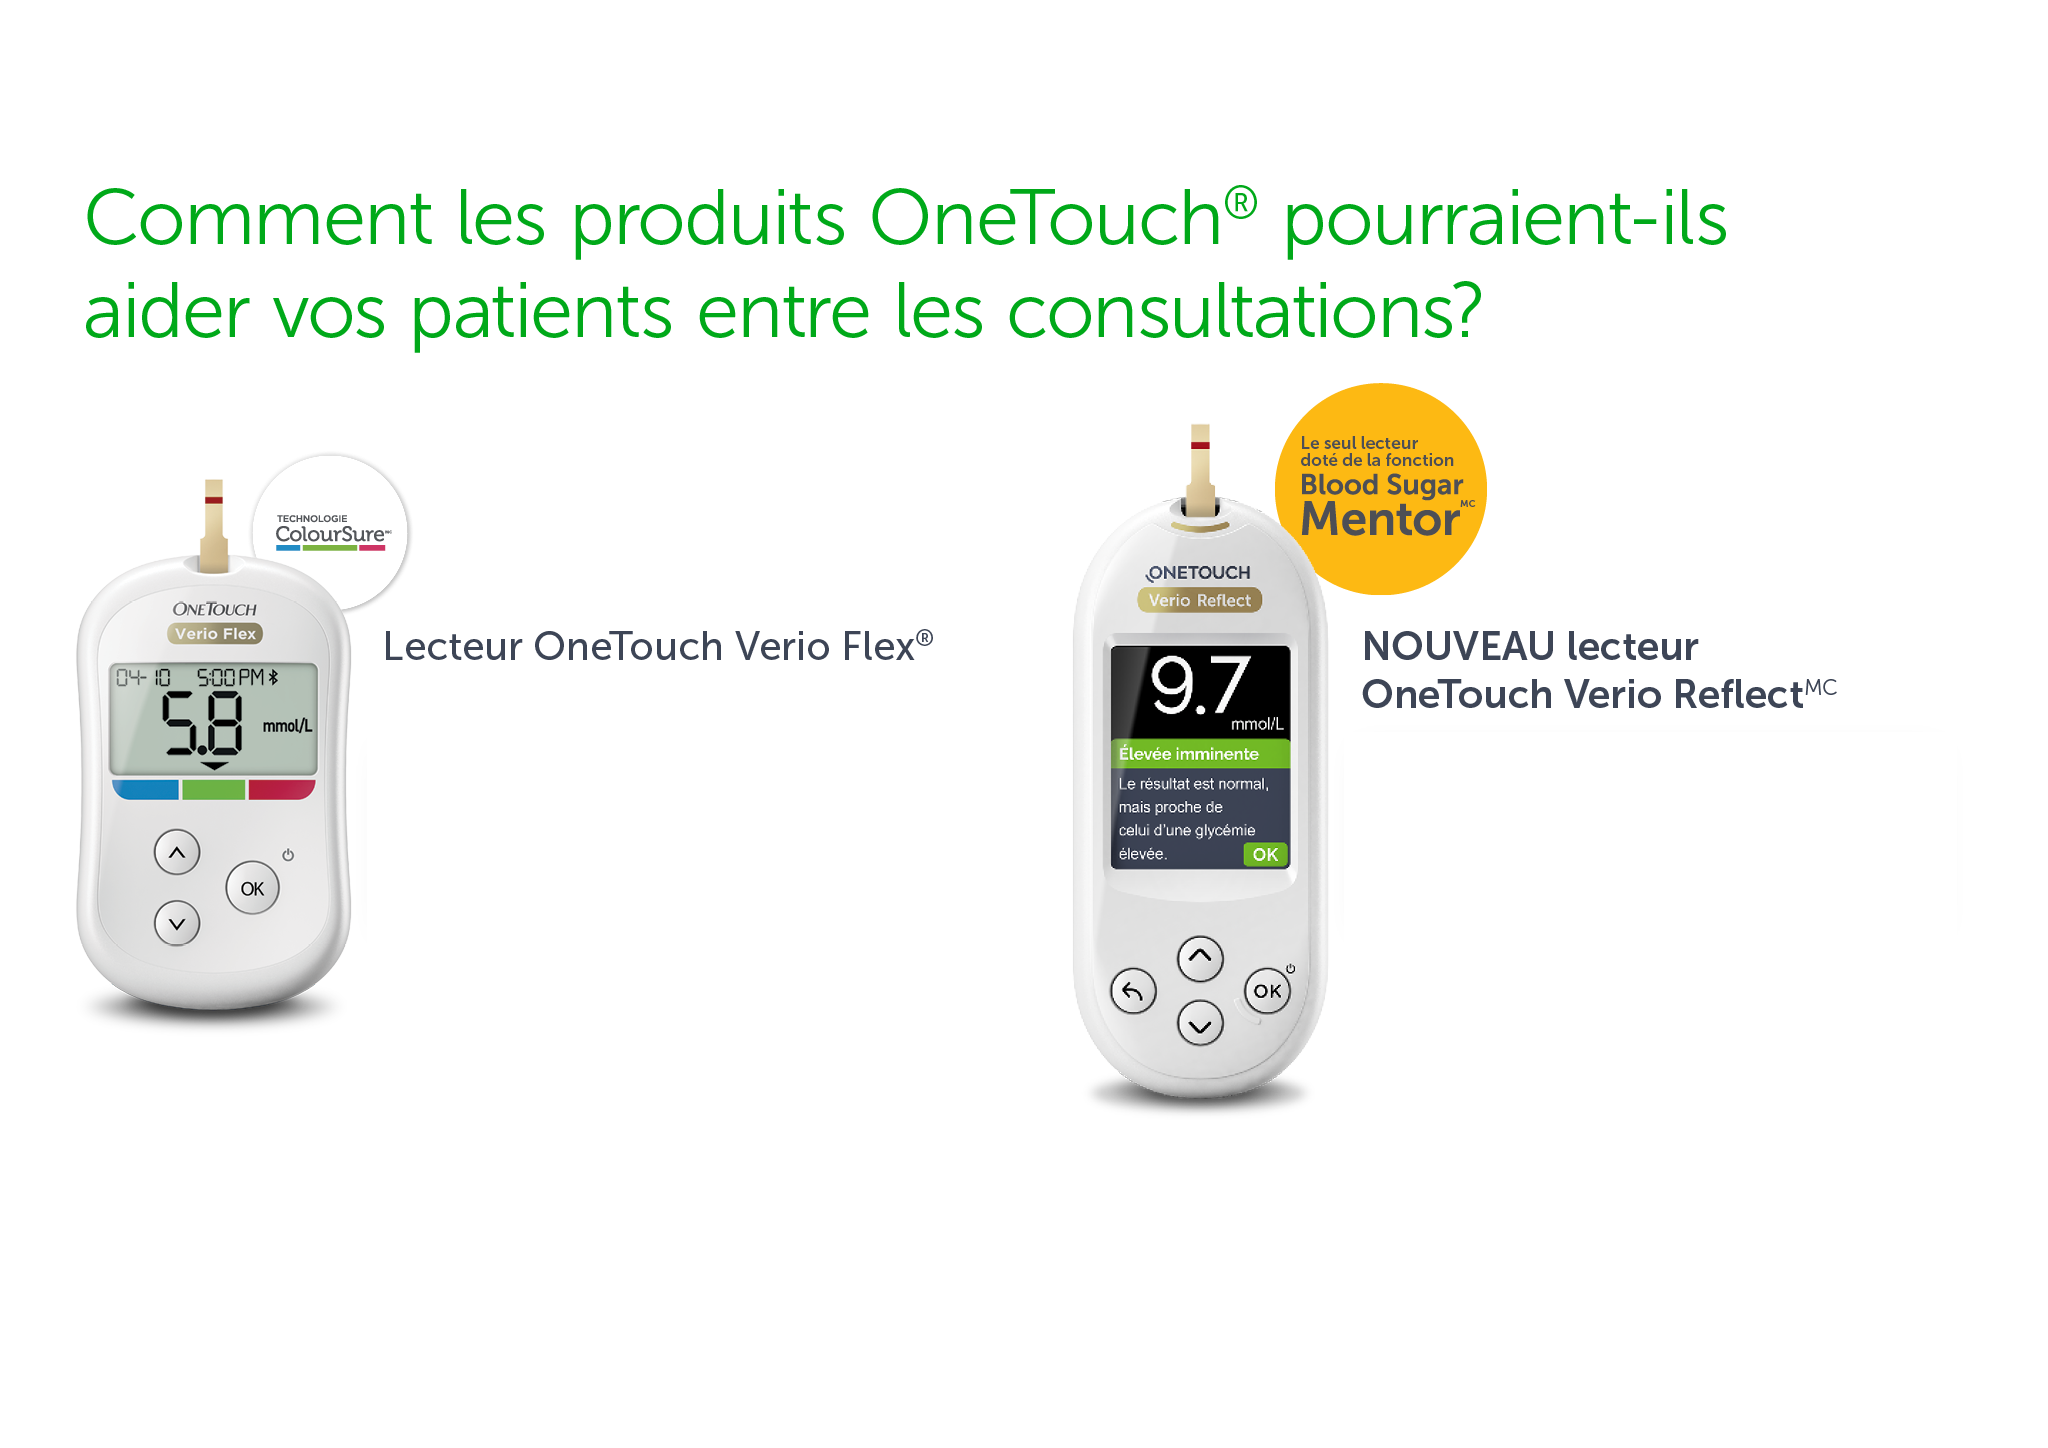 Comment les produits OneTouch® pourraient-ils
aider vos patients entre les consultations?
TECHNOLOGIE
ColourSure MC
ONETOUCH
Verio Flex
04-10 5:00 PM
5.8 mmol/L
OK
Lecteur OneTouch Verio Flex®
Le seul lecteur
doté de la fonction
Blood Sugar
Mentor MC
ONETOUCH
Verio Reflect
9.7
mmol/L
Élevée imminente
Le résultat est normal,
mais proche de
celui d'une glycémie
élevée.
OK
OK
NOUVEAU lecteur
OneTouch Verio Reflect MC